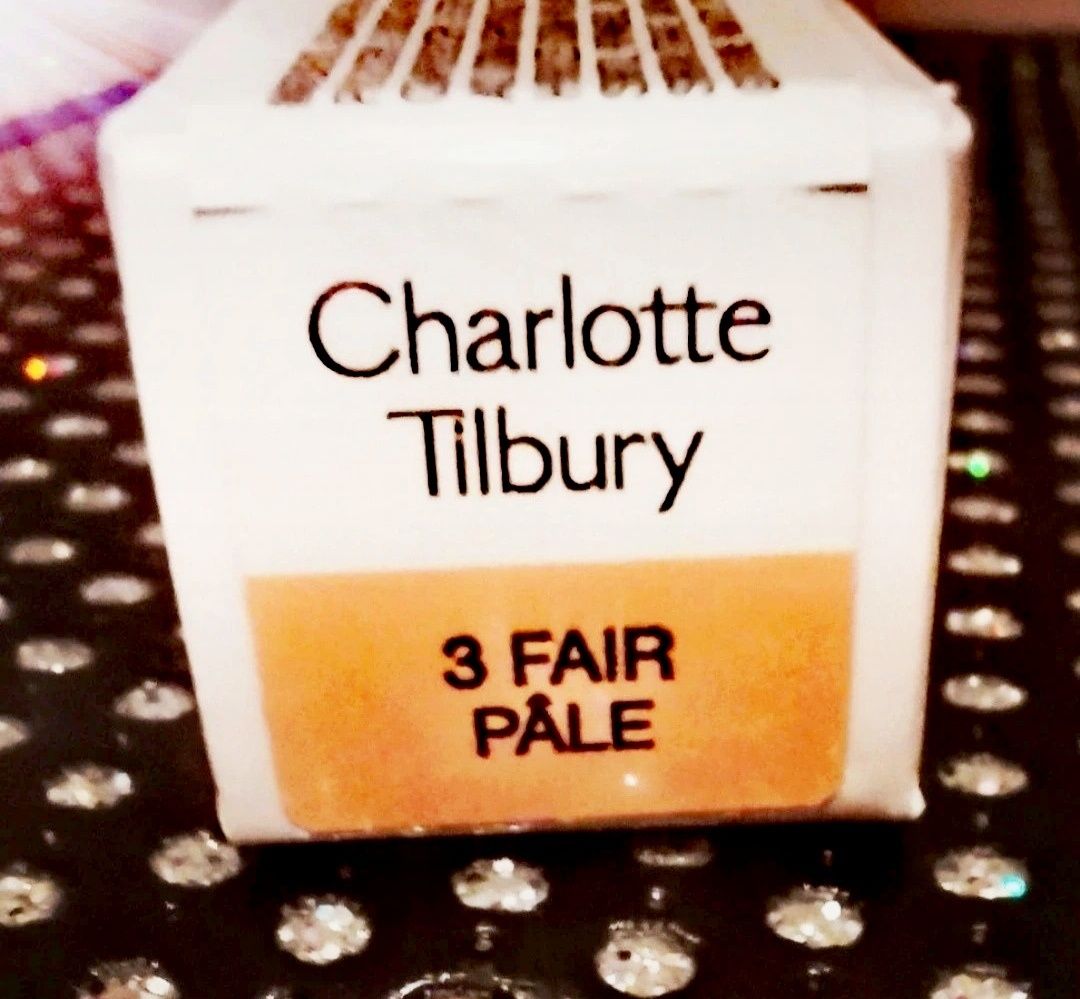 Charlotte
Tilbury
3 FAIR
PÂLE